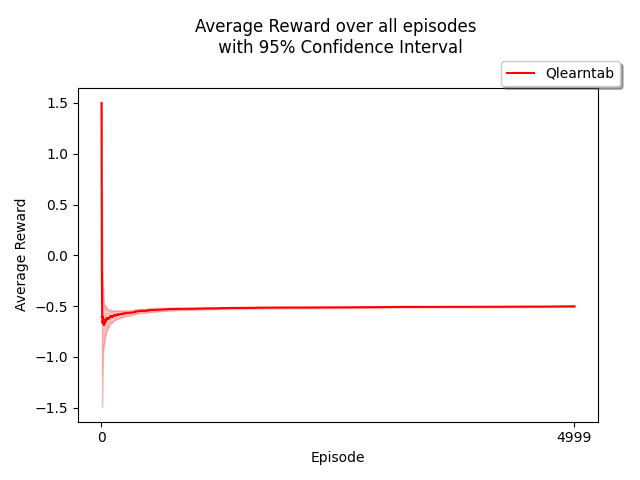 Average Reward over all episodes
with 95% Confidence Interval
Qlearntab
Average Reward
1.5
1.0
0.5
0.0
−0.5
−1.0
−1.5
0
4999
Episode